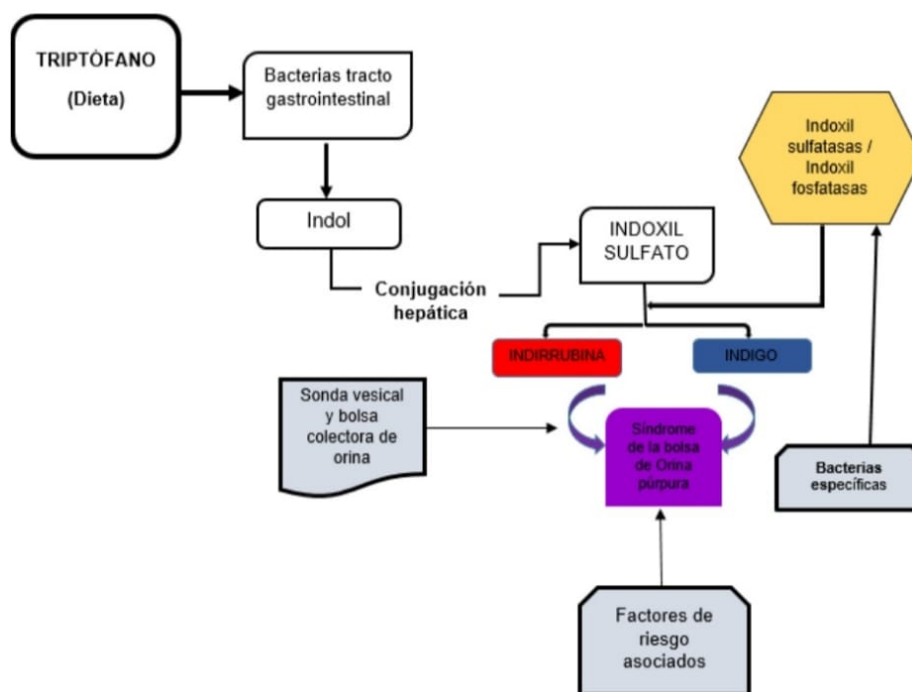 TRIPTÓFANO
(Dieta)
Bacterias tracto
gastrointestinal
Indol
Conjugación
hepática
INDOXIL
SULFATO
Indoxil
sulfatasas /
Indoxil
fosfatasas
INDIRRUBINA
INDIGO
Sonda vesical
y bolsa
colectora de
orina
Síndrome
de la bolsa
de Orina
púrpura
Bacterias
específicas
Factores de
riesgo
asociados